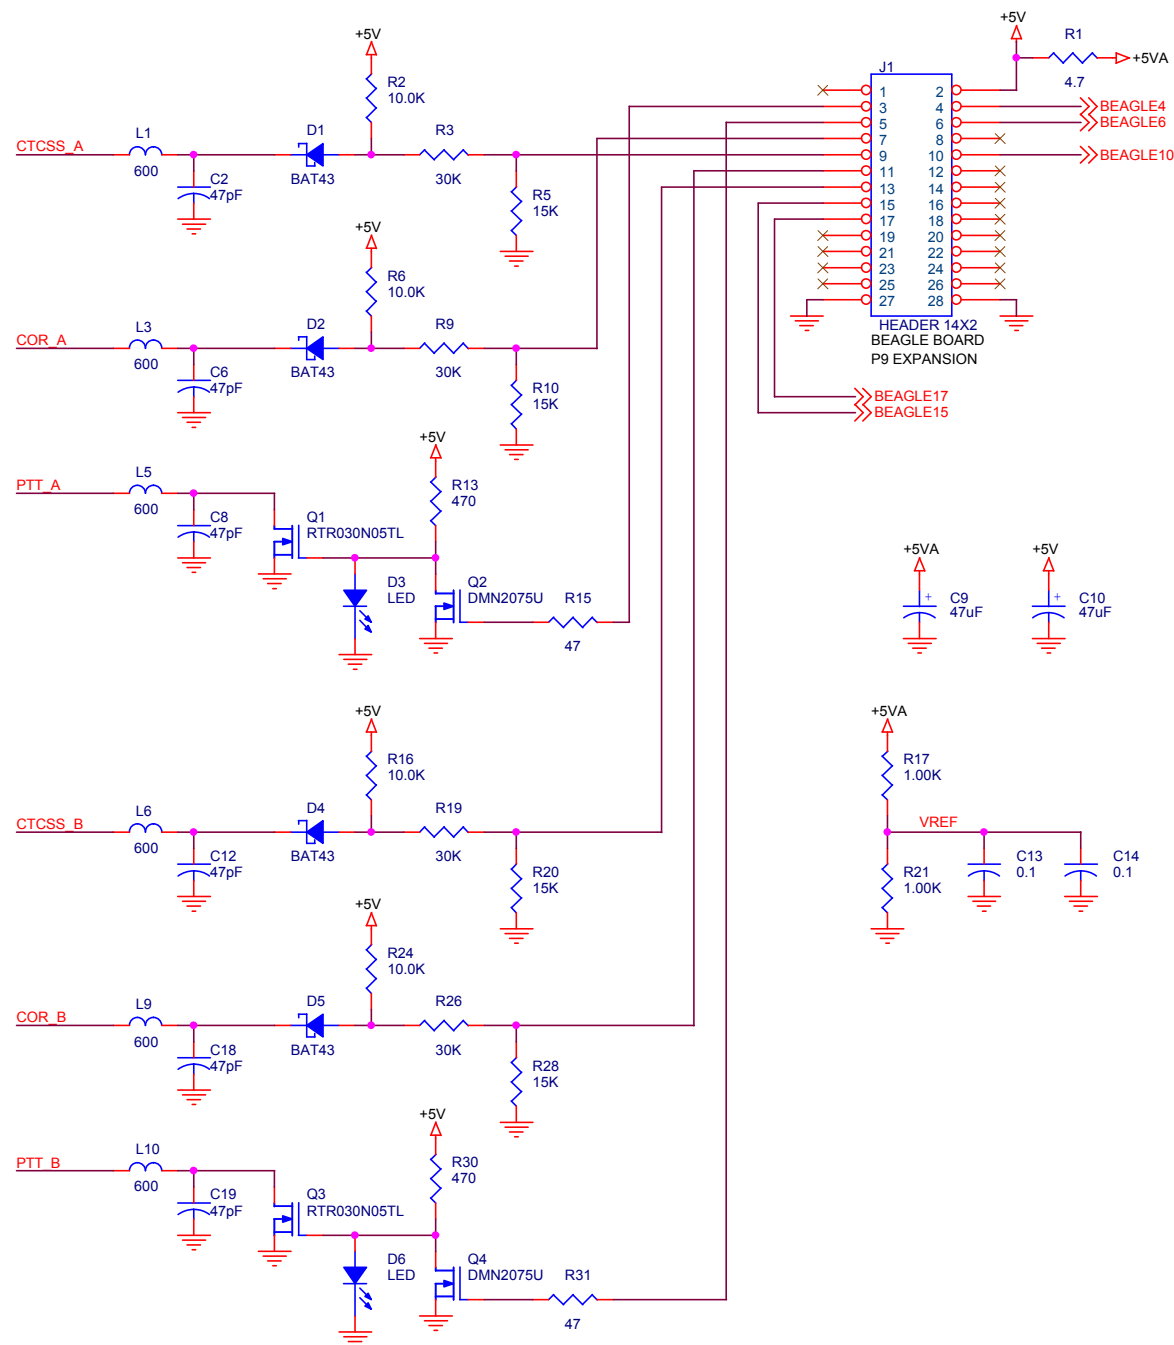 +5V
R1
+5VA
4.7
+5V
R2
10.0K
J1
1 2
3 4
5 6
7 8
9 10
11 12
13 14
15 16
17 18
19 20
21 22
23 24
25 26
27 28
HEADER 14X2
BEAGLE BOARD
P9 EXPANSION
BEAGLE4
BEAGLE6
BEAGLE10
BEAGLE17
BEAGLE15
CTCSS_A
L1
600
C2
47pF
D1
BAT43
R3
30K
R5
15K
+5V
R6
10.0K
COR_A
L3
600
C6
47pF
D2
BAT43
R9
30K
R10
15K
+5V
R13
470
PTT_A
L5
600
C8
47pF
Q1
RTR030N05TL
D3
LED
Q2
DMN2075U
R15
47
+5VA
C9
47uF
+5V
C10
47uF
+5V
R16
10.0K
CTCSS_B
L6
600
C12
47pF
D4
BAT43
R19
30K
R20
15K
+5VA
R17
1.00K
VREF
R21
1.00K
C13
0.1
C14
0.1
+5V
R24
10.0K
COR_B
L9
600
C18
47pF
D5
BAT43
R26
30K
R28
15K
+5V
R30
470
PTT_B
L10
600
C19
47pF
Q3
RTR030N05TL
D6
LED
Q4
DMN2075U
R31
47